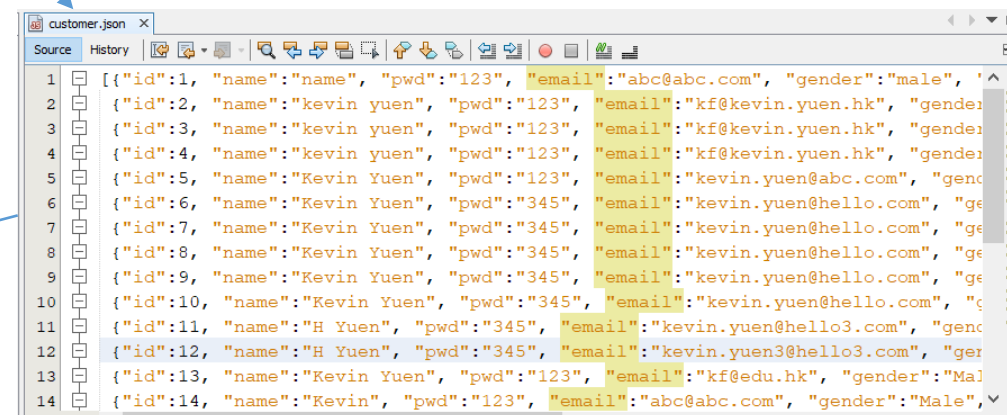 customer.json
Source History
1 [{"id":1, "name":"name", "pwd":"123", "email":"abc@abc.com", "gender":"male", "
2 {"id":2, "name":"kevin yuen", "pwd":"123", "email":"kf@kevin.yuen.hk", "gender
3 {"id":3, "name":"kevin yuen", "pwd":"123", "email":"kf@kevin.yuen.hk", "gender
4 {"id":4, "name":"kevin yuen", "pwd":"123", "email":"kf@kevin.yuen.hk", "gender
5 {"id":5, "name":"Kevin Yuen", "pwd":"123", "email":"kevin.yuen@abc.com", "gend
6 {"id":6, "name":"Kevin Yuen", "pwd":"345", "email":"kevin.yuen@hello.com", "ge
7 {"id":7, "name":"Kevin Yuen", "pwd":"345", "email":"kevin.yuen@hello.com", "ge
8 {"id":8, "name":"Kevin Yuen", "pwd":"345", "email":"kevin.yuen@hello.com", "ge
9 {"id":9, "name":"Kevin Yuen", "pwd":"345", "email":"kevin.yuen@hello.com", "ge
10 {"id":10, "name":"Kevin Yuen", "pwd":"345", "email":"kevin.yuen@hello.com", "g
11 {"id":11, "name":"H Yuen", "pwd":"345", "email":"kevin.yuen@hello3.com", "gend
12 {"id":12, "name":"H Yuen", "pwd":"345", "email":"kevin.yuen3@hello3.com", "gen
13 {"id":13, "name":"Kevin Yuen", "pwd":"123", "email":"kf@edu.hk", "gender":"Mal
14 {"id":14, "name":"Kevin", "pwd":"123", "email":"abc@abc.com", "gender":"Male",